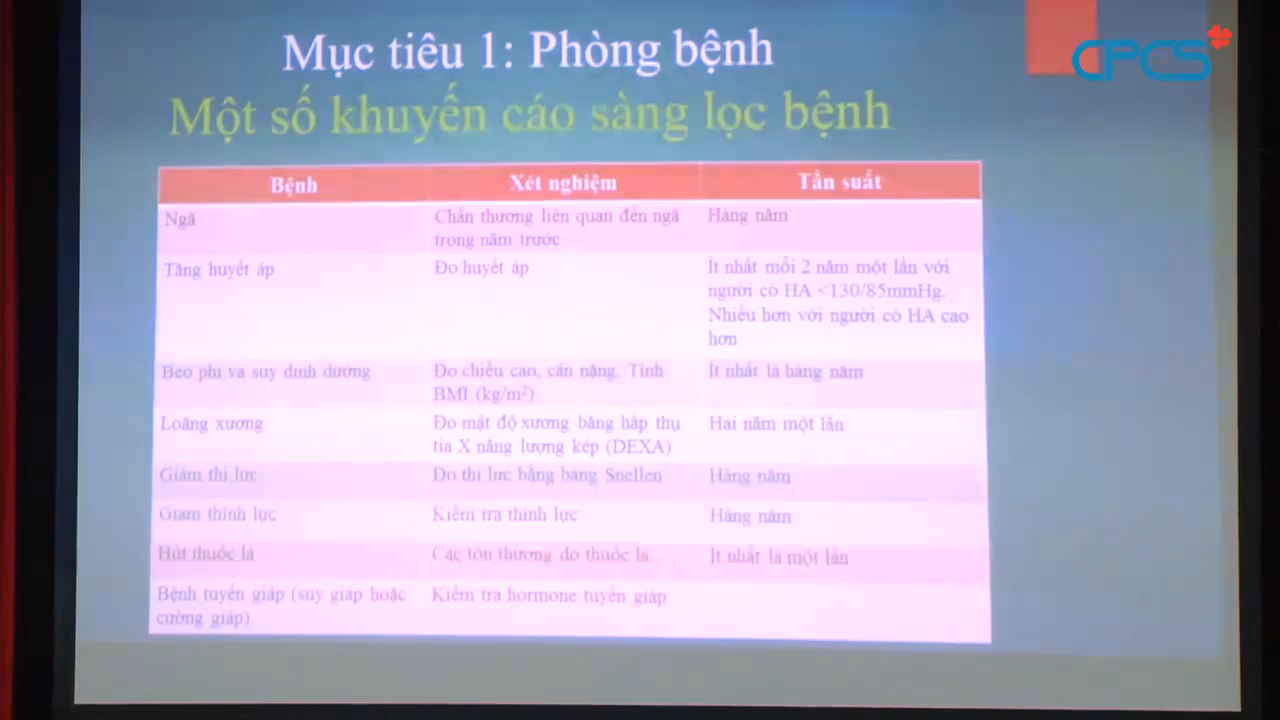 CPCS
Mục tiêu 1: Phòng bệnh
Một số khuyến cáo sàng lọc bệnh
Bệnh
Xét nghiệm
Tần suất
Ngã
Chấn thương liên quan đến ngã
trong năm trước
Hàng năm
Tăng huyết áp
Đo huyết áp
Ít nhất mỗi 2 năm một lần với
người có HA <130/85mmHg.
Nhiều hơn với người có HA cao
hơn
Béo phì và suy dinh dưỡng
Đo chiều cao, cân nặng. Tính
BMI (kg/m²)
Ít nhất là hàng năm
Loãng xương
Đo mật độ xương bằng hấp thụ
tia X năng lượng kép (DEXA)
Hai năm một lần
Giảm thị lực
Đo thị lực bằng bảng Snellen
Hàng năm
Giảm thính lực
Kiểm tra thính lực
Hàng năm
Hút thuốc lá
Các tổn thương do thuốc lá
Ít nhất là một lần
Bệnh tuyến giáp (suy giáp hoặc
cường giáp)
Kiểm tra hormone tuyến giáp